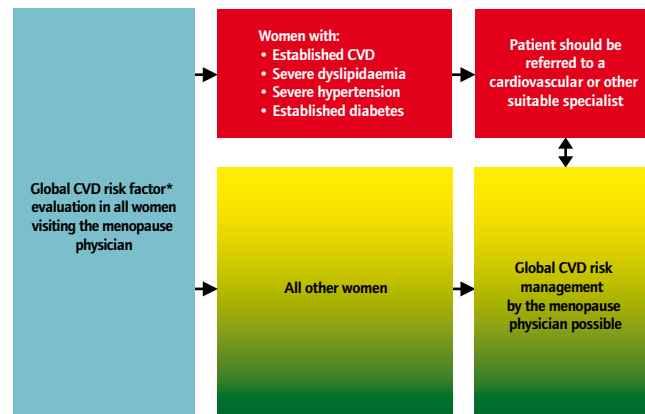 Women with:
• Established CVD
• Severe dyslipidaemia
• Severe hypertension
• Established diabetes
Patient should be
referred to a
cardiovascular or other
suitable specialist
Global CVD risk factor*
evaluation in all women
visiting the menopause
physician
All other women
Global CVD risk
management
by the menopause
physician possible